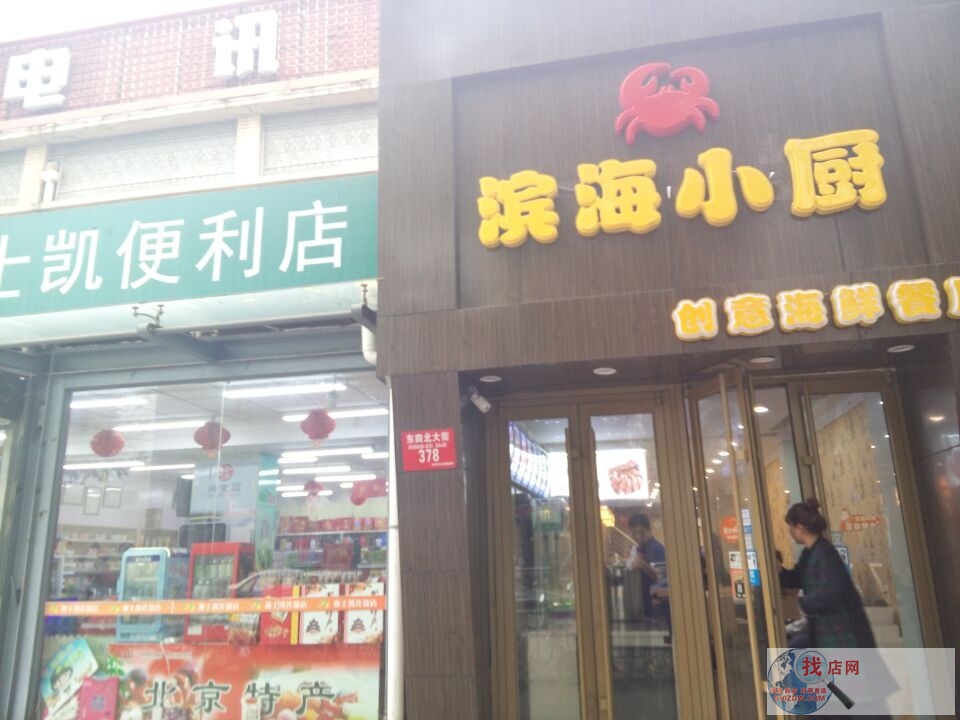 电讯
士凯便利店
滨海小厨
创意海鲜餐厅
东四北大街
378
北京特产
找店网